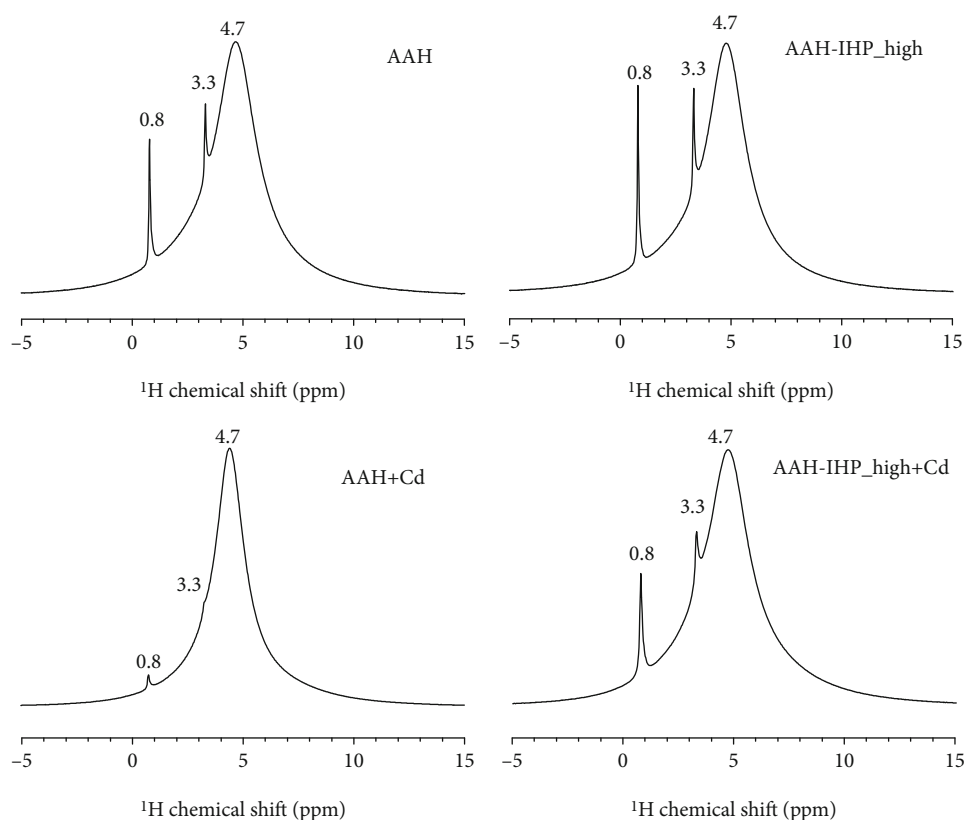 AAH
4.7
3.3
0.8
−5 0 5 10 15
¹H chemical shift (ppm)
AAH-IHP_high
4.7
3.3
0.8
−5 0 5 10 15
¹H chemical shift (ppm)
AAH+Cd
4.7
3.3
0.8
−5 0 5 10 15
¹H chemical shift (ppm)
AAH-IHP_high+Cd
4.7
3.3
0.8
−5 0 5 10 15
¹H chemical shift (ppm)